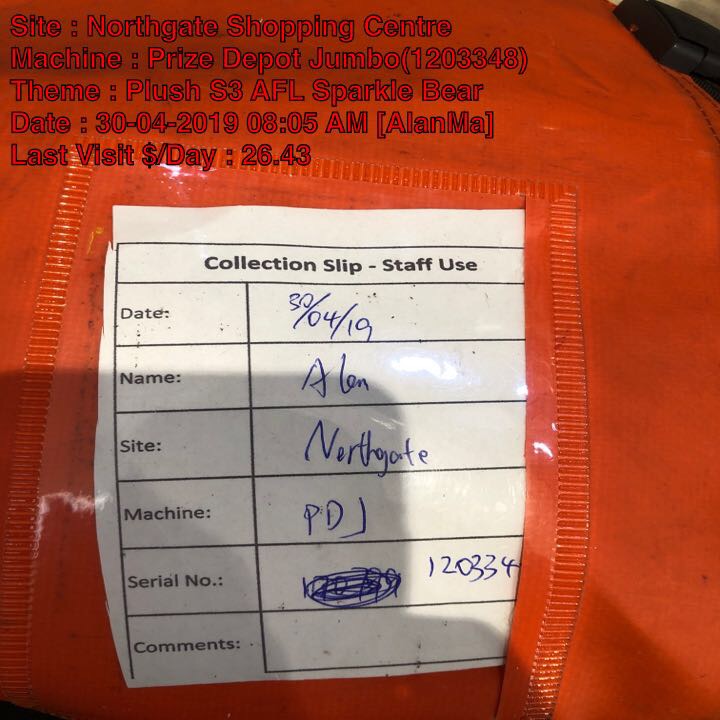 Site : Northgate Shopping Centre
Machine : Prize Depot Jumbo(1203348)
Theme : Plush S3 AFL Sparkle Bear
Date : 30-04-2019 08:05 AM [AlanMa]
Last Visit $/Day : 26.43
Collection Slip - Staff Use
Date: 30/04/19
Name: Alan
Site: Northgate
Machine: PDJ
Serial No.: 120334
Comments: